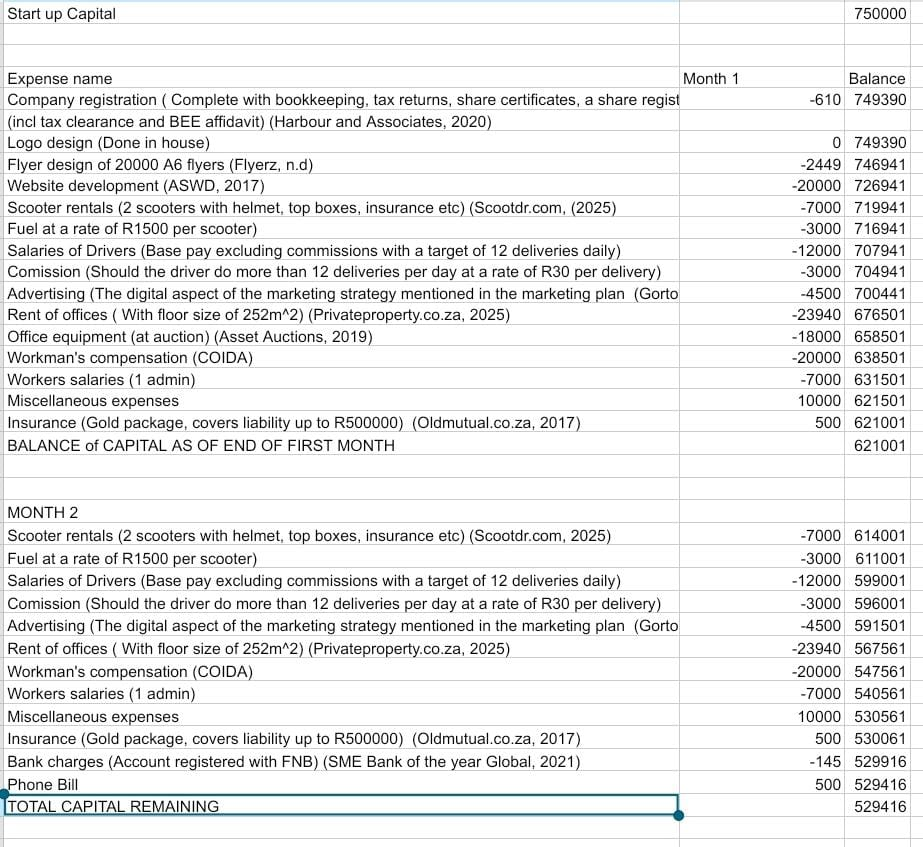 Start up Capital 750000
Expense name Month 1 Balance
Company registration ( Complete with bookkeeping, tax returns, share certificates, a share regist -610 749390
(incl tax clearance and BEE affidavit) (Harbour and Associates, 2020)
Logo design (Done in house) 0 749390
Flyer design of 20000 A6 flyers (Flyerz, n.d) -2449 746941
Website development (ASWD, 2017) -20000 726941
Scooter rentals (2 scooters with helmet, top boxes, insurance etc) (Scootdr.com, (2025) -7000 719941
Fuel at a rate of R1500 per scooter) -3000 716941
Salaries of Drivers (Base pay excluding commissions with a target of 12 deliveries daily) -12000 707941
Comission (Should the driver do more than 12 deliveries per day at a rate of R30 per delivery) -3000 704941
Advertising (The digital aspect of the marketing strategy mentioned in the marketing plan (Gorto -4500 700441
Rent of offices ( With floor size of 252m^2) (Privateproperty.co.za, 2025) -23940 676501
Office equipment (at auction) (Asset Auctions, 2019) -18000 658501
Workman's compensation (COIDA) -20000 638501
Workers salaries (1 admin) -7000 631501
Miscellaneous expenses 10000 621501
Insurance (Gold package, covers liability up to R500000) (Oldmutual.co.za, 2017) 500 621001
BALANCE of CAPITAL AS OF END OF FIRST MONTH 621001
MONTH 2
Scooter rentals (2 scooters with helmet, top boxes, insurance etc) (Scootdr.com, 2025) -7000 614001
Fuel at a rate of R1500 per scooter) -3000 611001
Salaries of Drivers (Base pay excluding commissions with a target of 12 deliveries daily) -12000 599001
Comission (Should the driver do more than 12 deliveries per day at a rate of R30 per delivery) -3000 596001
Advertising (The digital aspect of the marketing strategy mentioned in the marketing plan (Gorto -4500 591501
Rent of offices ( With floor size of 252m^2) (Privateproperty.co.za, 2025) -23940 567561
Workman's compensation (COIDA) -20000 547561
Workers salaries (1 admin) -7000 540561
Miscellaneous expenses 10000 530561
Insurance (Gold package, covers liability up to R500000) (Oldmutual.co.za, 2017) 500 530061
Bank charges (Account registered with FNB) (SME Bank of the year Global, 2021) -145 529916
Phone Bill 500 529416
TOTAL CAPITAL REMAINING 529416